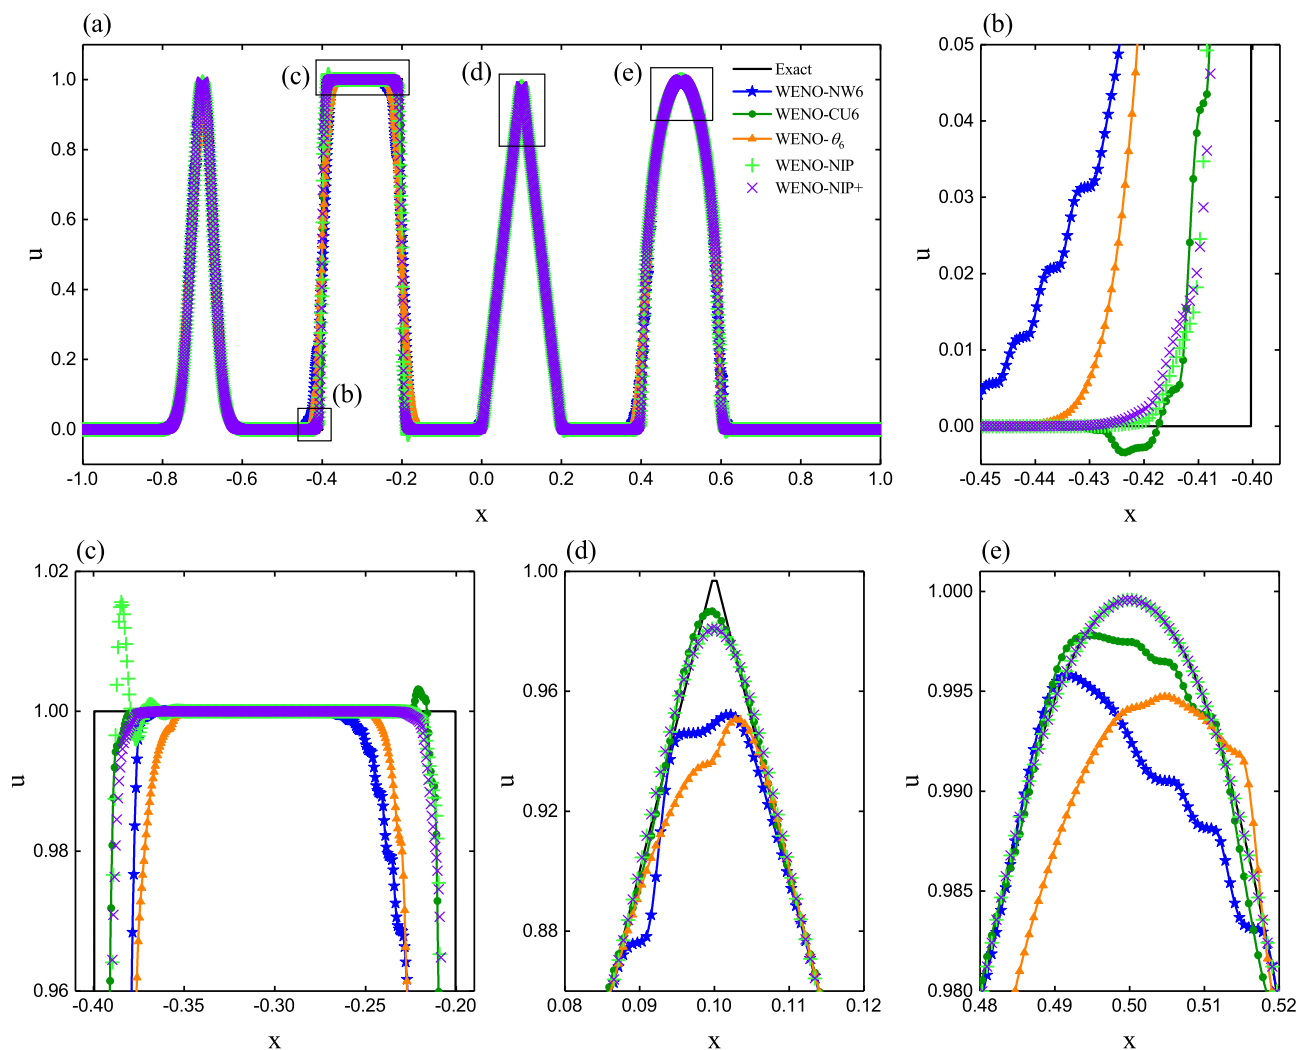 (a)
1.0
0.8
0.6
0.4
0.2
0.0
u
-1.0
-0.8
-0.6
-0.4
-0.2
0.0
0.2
0.4
0.6
0.8
1.0
x
(c)
(d)
(e)
(b)
Exact
WENO-NW6
WENO-CU6
WENO-θ6
WENO-NIP
WENO-NIP+
(b)
0.05
0.04
0.03
0.02
0.01
0.00
u
-0.45
-0.44
-0.43
-0.42
-0.41
-0.40
x
(c)
1.02
1.00
0.98
0.96
u
-0.40
-0.35
-0.30
-0.25
-0.20
x
(d)
1.00
0.96
0.92
0.88
u
0.08
0.09
0.10
0.11
0.12
x
(e)
1.000
0.995
0.990
0.985
0.980
u
0.48
0.49
0.50
0.51
0.52
x